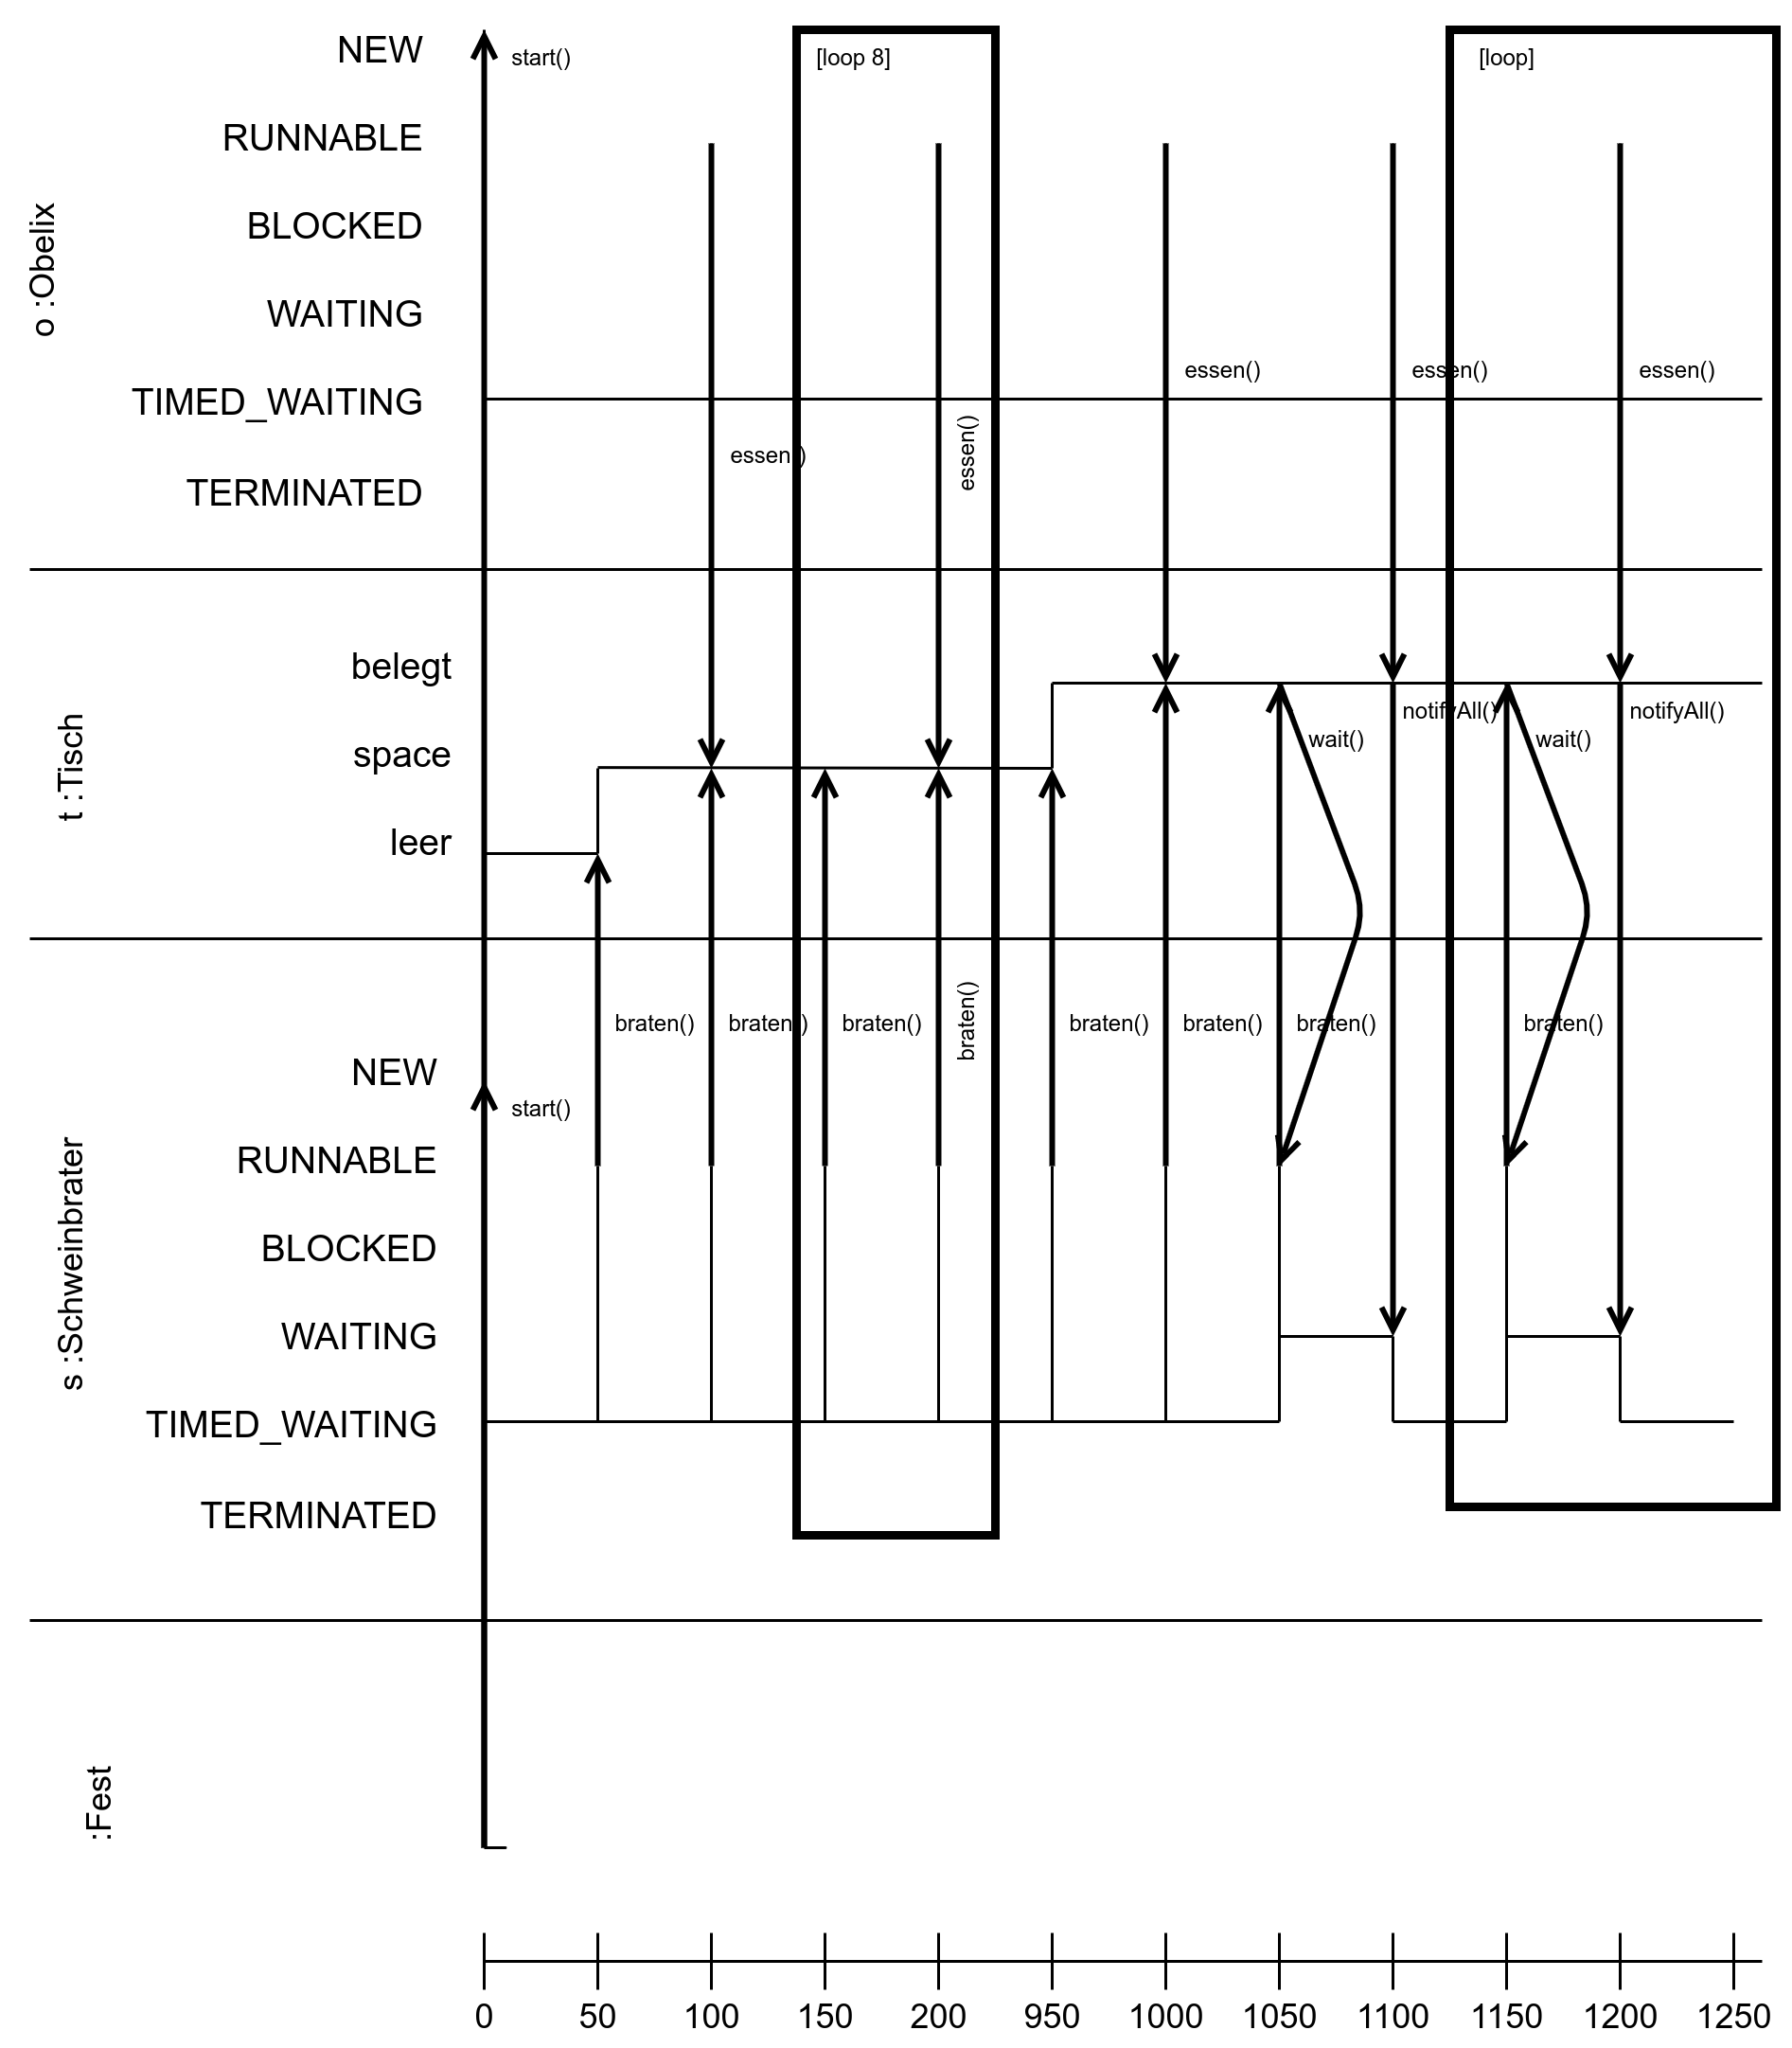 NEW
start()
[loop 8]
[loop]
RUNNABLE
BLOCKED
o :Obelix
WAITING
essen()
essen()
essen()
TIMED_WAITING
essen()
essen()
TERMINATED
belegt
notifyAll()
notifyAll()
wait()
wait()
space
t :Tisch
leer
braten()
braten()
braten()
braten()
braten()
braten()
braten()
braten()
NEW
start()
RUNNABLE
BLOCKED
s :Schweinbrater
WAITING
TIMED_WAITING
TERMINATED
:Fest
0 50 100 150 200 950 1000 1050 1100 1150 1200 1250